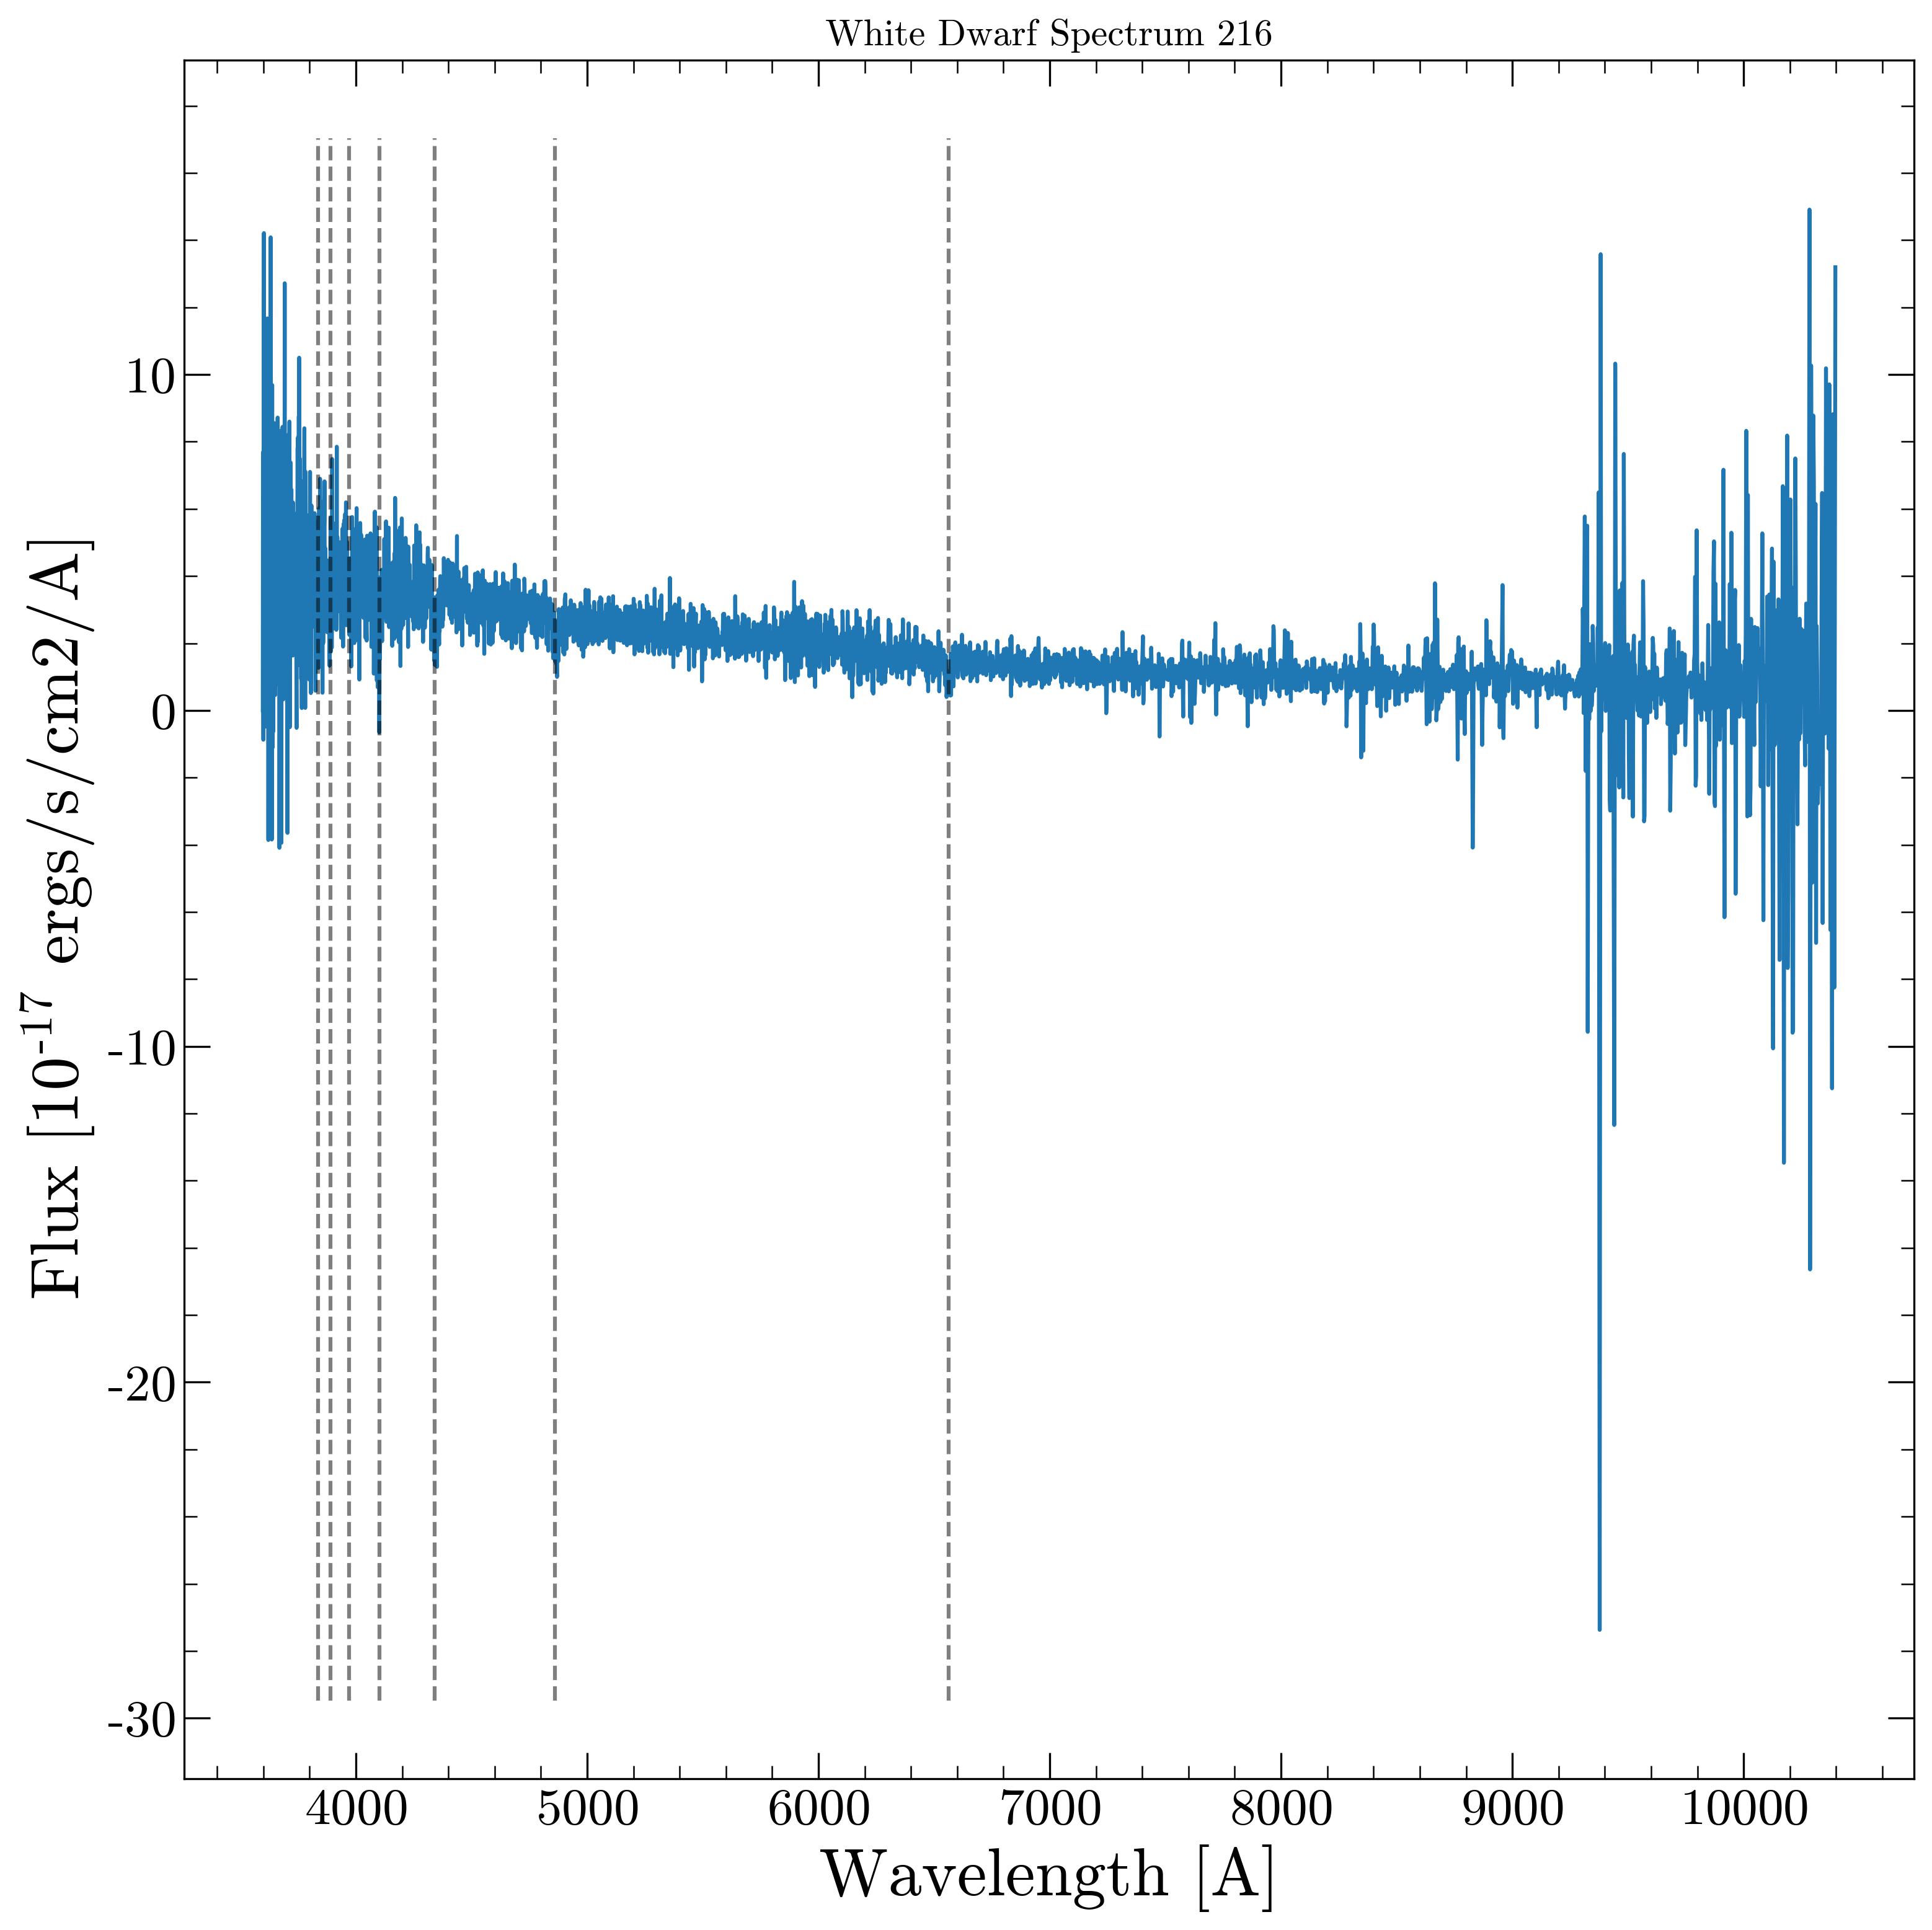 White Dwarf Spectrum 216
Flux [10-17 ergs/s/cm2//A]
10
0
-10
-20
-30
4000 5000 6000 7000 8000 9000 10000
Wavelength [A]